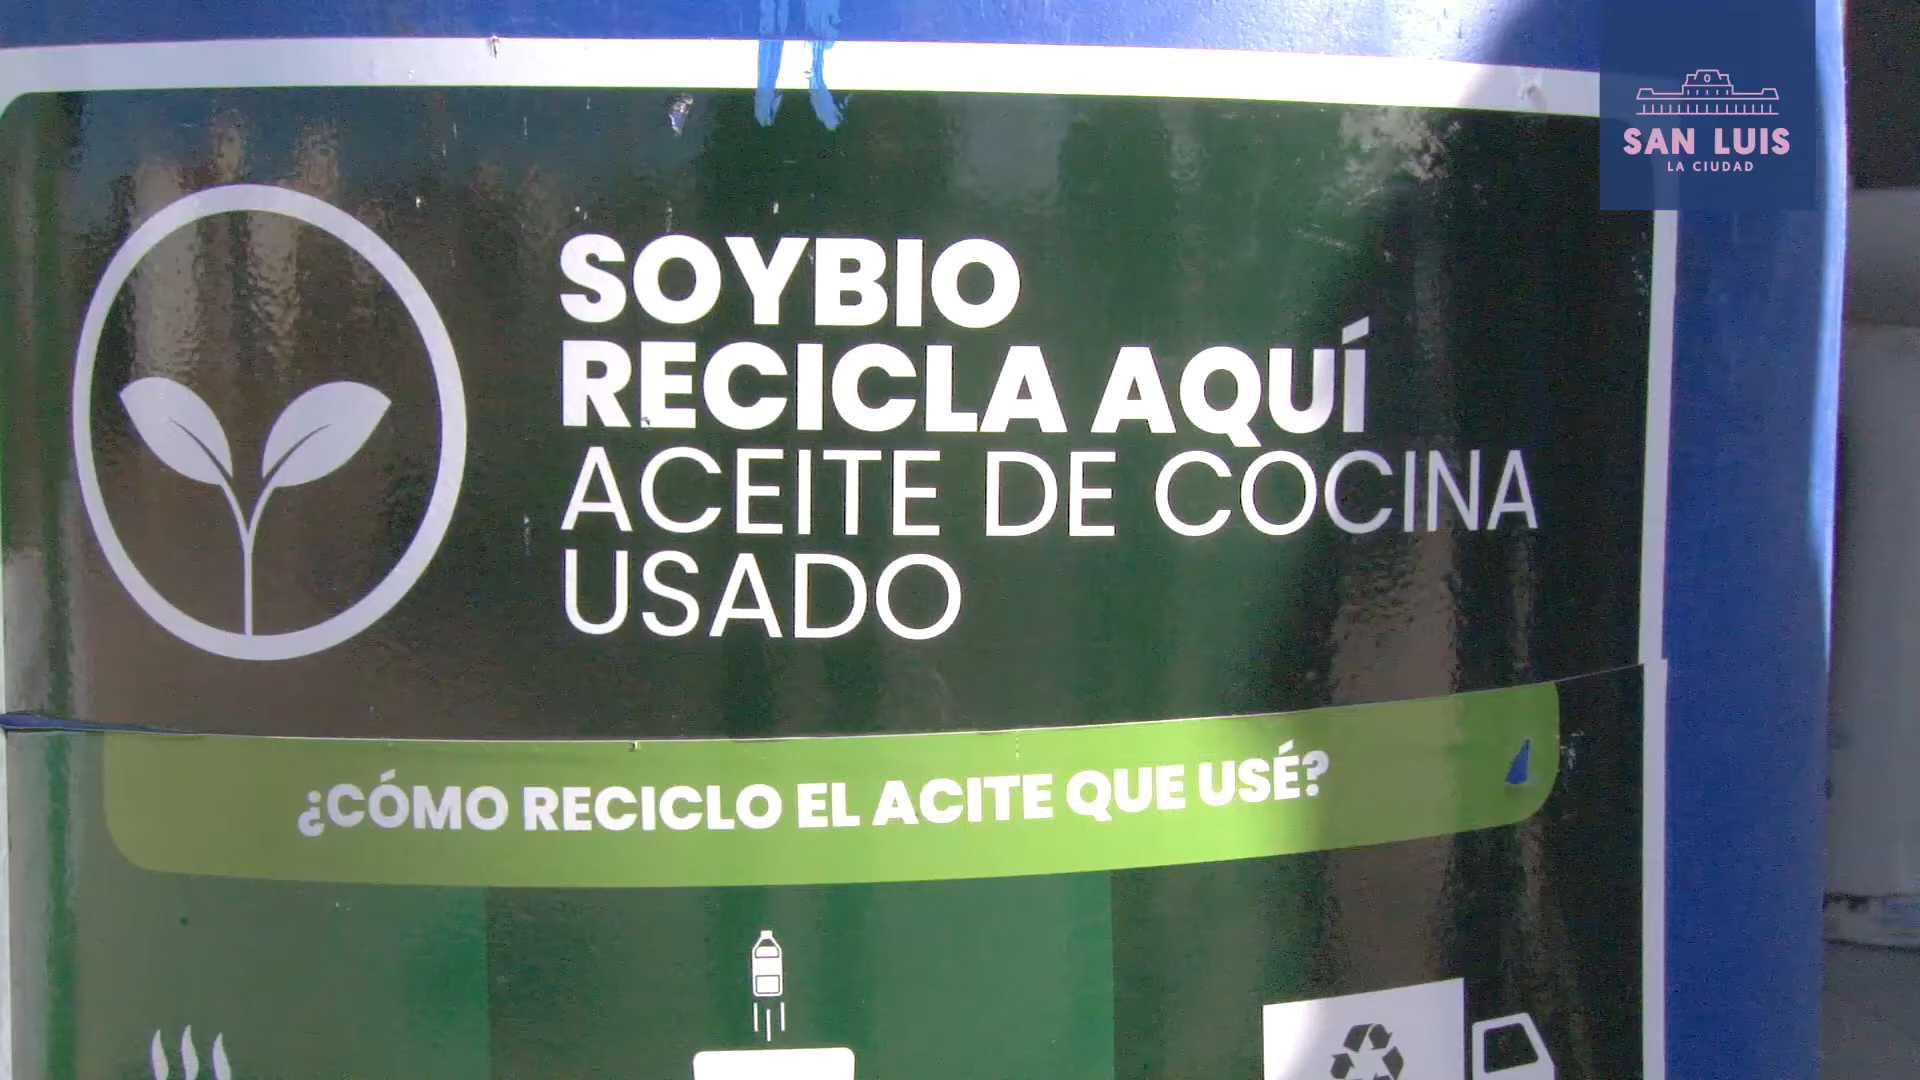 SAN LUIS
LA CIUDAD
SOYBIO
RECICLA AQUÍ
ACEITE DE COCINA
USADO
¿CÓMO RECICLO EL ACITE QUE USÉ?